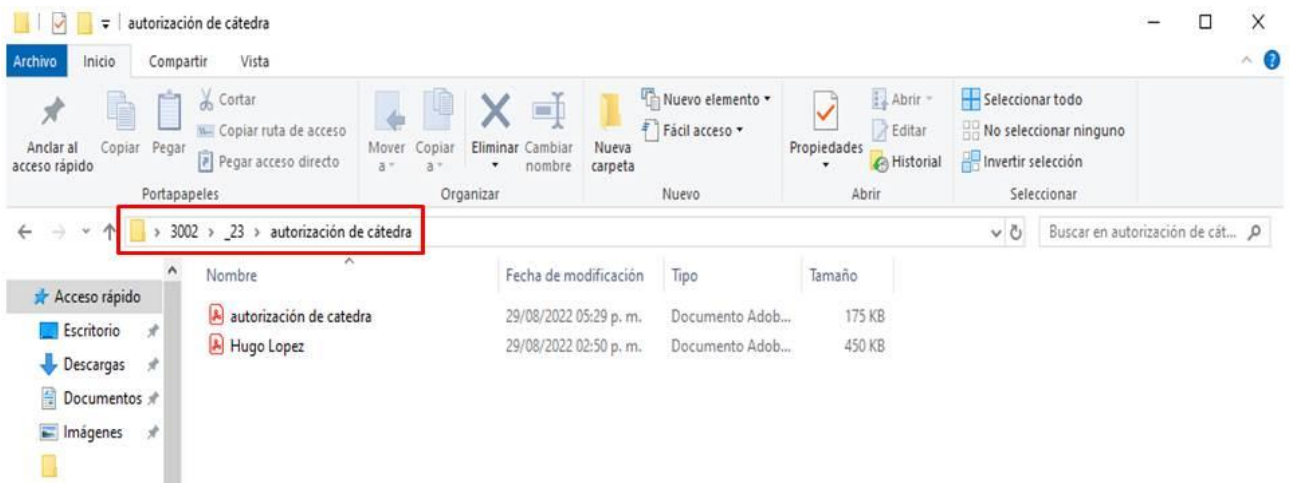 autorización de cátedra
Archivo Inicio Compartir Vista
Anclar al acceso rápido
Copiar
Pegar
Cortar
Copiar ruta de acceso
Pegar acceso directo
Portapapeles
Mover a
Copiar a
Eliminar
Cambiar nombre
Organizar
Nueva carpeta
Nuevo elemento
Fácil acceso
Nuevo
Propiedades
Abrir
Editar
Historial
Abrir
Seleccionar todo
No seleccionar ninguno
Invertir selección
Seleccionar
> 3002 > _23 > autorización de cátedra
Buscar en autorización de cát...
Acceso rápido
Escritorio
Descargas
Documentos
Imágenes
Nombre Fecha de modificación Tipo Tamaño
autorización de catedra 29/08/2022 05:29 p. m. Documento Adob... 175 KB
Hugo Lopez 29/08/2022 02:50 p. m. Documento Adob... 450 KB